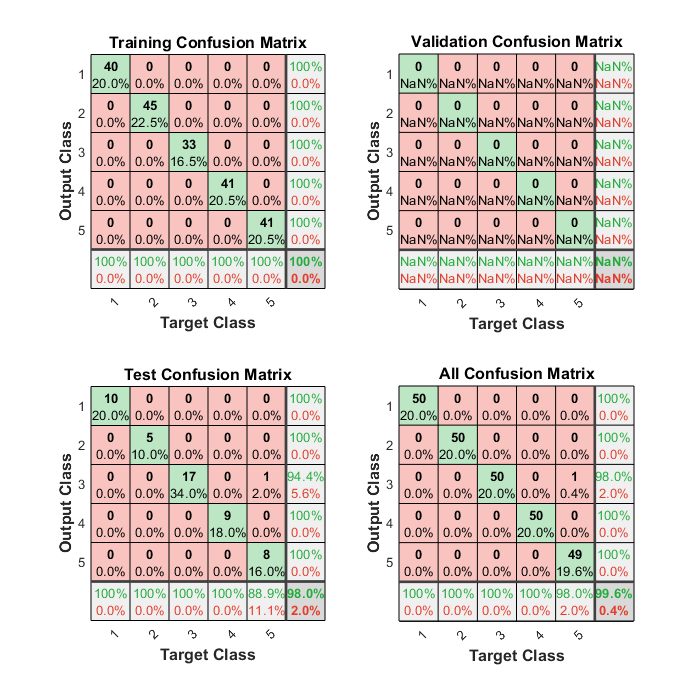 Training Confusion Matrix
Output Class
1
40 0 0 0 0 100%
20.0% 0.0% 0.0% 0.0% 0.0% 0.0%
2
0 45 0 0 0 100%
0.0% 22.5% 0.0% 0.0% 0.0% 0.0%
3
0 0 33 0 0 100%
0.0% 0.0% 16.5% 0.0% 0.0% 0.0%
4
0 0 0 41 0 100%
0.0% 0.0% 0.0% 20.5% 0.0% 0.0%
5
0 0 0 0 41 100%
0.0% 0.0% 0.0% 0.0% 20.5% 0.0%
100% 100% 100% 100% 100% 100%
0.0% 0.0% 0.0% 0.0% 0.0% 0.0%
1 2 3 4 5
Target Class
Validation Confusion Matrix
Output Class
1
0 0 0 0 0 NaN%
NaN% NaN% NaN% NaN% NaN% NaN%
2
0 0 0 0 0 NaN%
NaN% NaN% NaN% NaN% NaN% NaN%
3
0 0 0 0 0 NaN%
NaN% NaN% NaN% NaN% NaN% NaN%
4
0 0 0 0 0 NaN%
NaN% NaN% NaN% NaN% NaN% NaN%
5
0 0 0 0 0 NaN%
NaN% NaN% NaN% NaN% NaN% NaN%
NaN% NaN% NaN% NaN% NaN% NaN%
NaN% NaN% NaN% NaN% NaN% NaN%
1 2 3 4 5
Target Class
Test Confusion Matrix
Output Class
1
10 0 0 0 0 100%
20.0% 0.0% 0.0% 0.0% 0.0% 0.0%
2
0 5 0 0 0 100%
0.0% 10.0% 0.0% 0.0% 0.0% 0.0%
3
0 0 17 0 1 94.4%
0.0% 0.0% 34.0% 0.0% 2.0% 5.6%
4
0 0 0 9 0 100%
0.0% 0.0% 0.0% 18.0% 0.0% 0.0%
5
0 0 0 0 8 100%
0.0% 0.0% 0.0% 0.0% 16.0% 0.0%
100% 100% 100% 100% 88.9% 98.0%
0.0% 0.0% 0.0% 0.0% 11.1% 2.0%
1 2 3 4 5
Target Class
All Confusion Matrix
Output Class
1
50 0 0 0 0 100%
20.0% 0.0% 0.0% 0.0% 0.0% 0.0%
2
0 50 0 0 0 100%
0.0% 20.0% 0.0% 0.0% 0.0% 0.0%
3
0 0 50 0 1 98.0%
0.0% 0.0% 20.0% 0.0% 0.4% 2.0%
4
0 0 0 50 0 100%
0.0% 0.0% 0.0% 20.0% 0.0% 0.0%
5
0 0 0 0 49 100%
0.0% 0.0% 0.0% 0.0% 19.6% 0.0%
100% 100% 100% 100% 98.0% 99.6%
0.0% 0.0% 0.0% 0.0% 2.0% 0.4%
1 2 3 4 5
Target Class